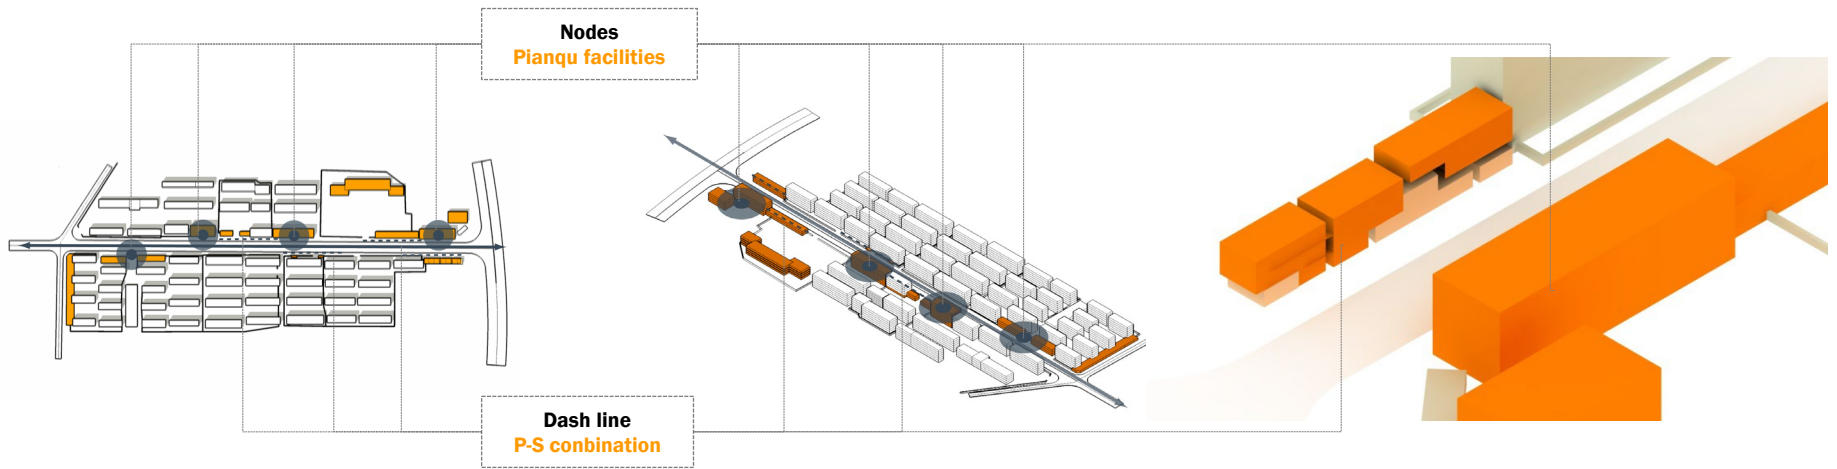 Nodes
Pianqu facilities
Dash line
P-S conbination